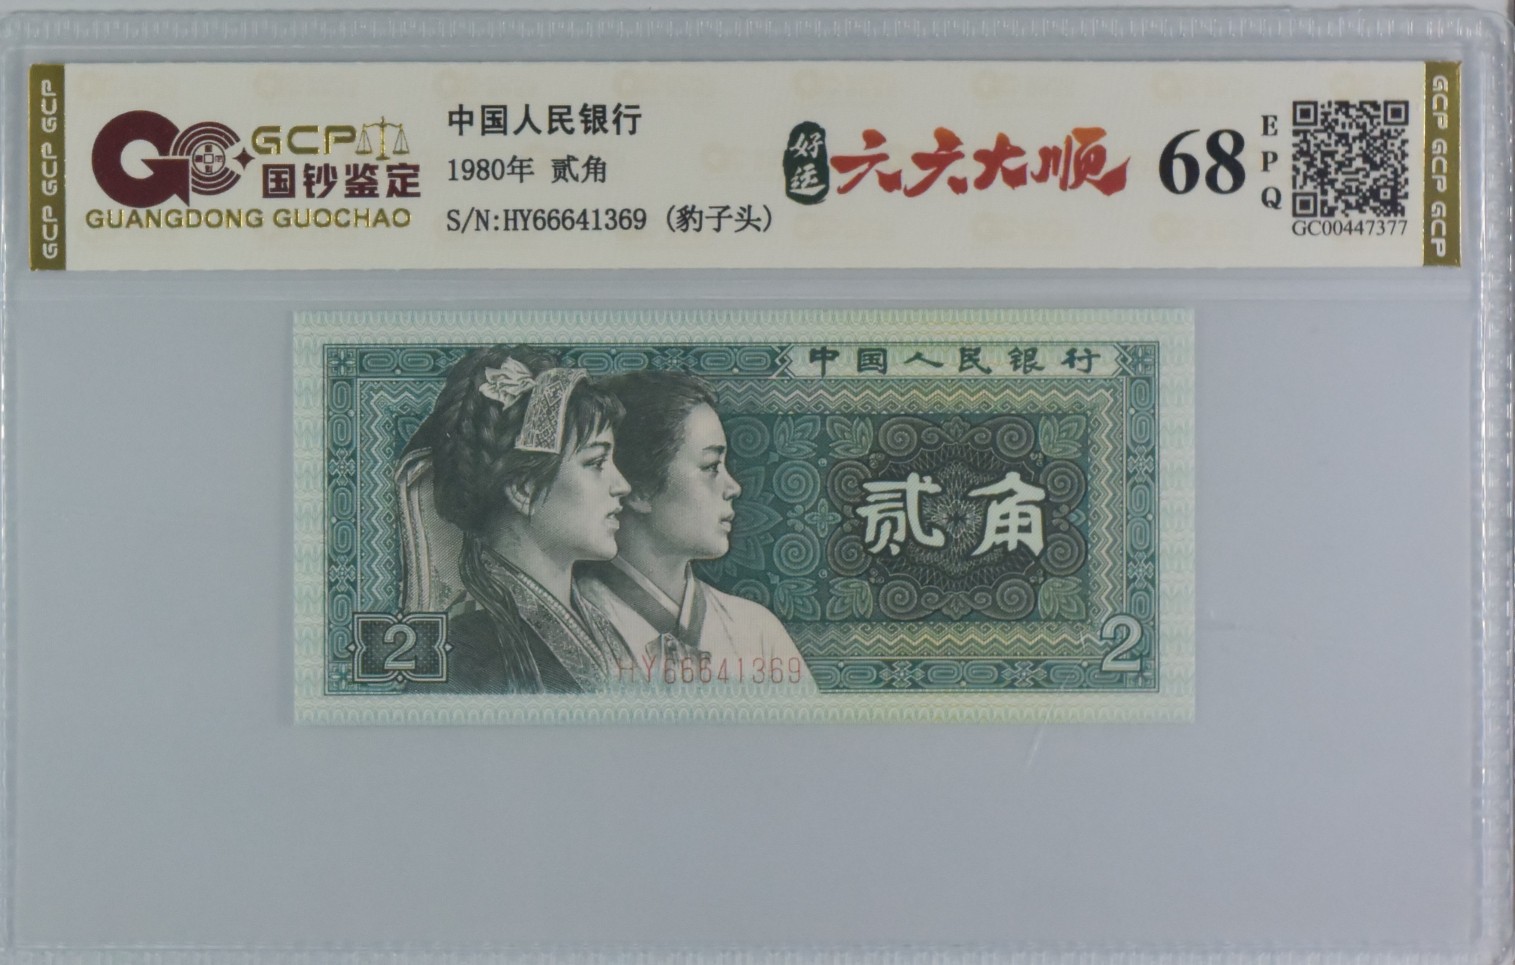 GCP GCP GCP
GCP
国钞鉴定
GUANGDONG GUOCHAO
中国人民银行
1980年 贰角
S/N:HY66641369 (豹子头)
好运
六六大顺
68
EPQ
GC00447377
GCP GCP GCP
中国人民银行
贰角
2
2
HY66641369